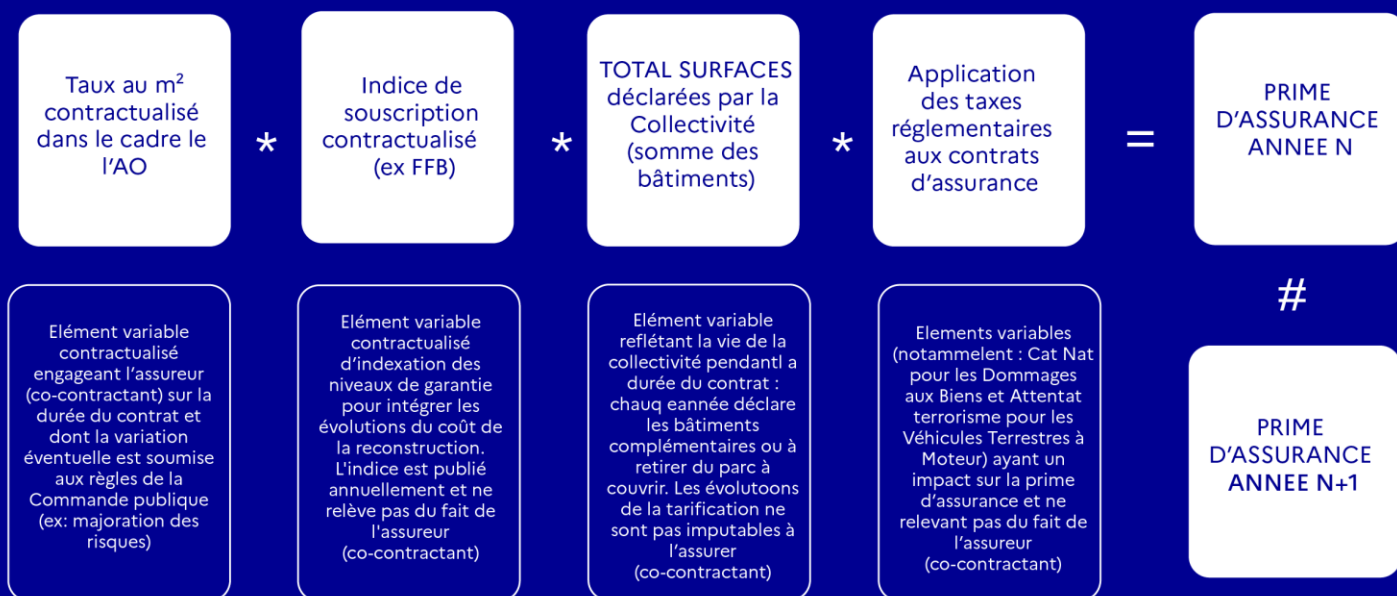 Taux au m²
contractualisé
dans le cadre le
l'AO
*
Indice de
souscription
contractualisé
(ex FFB)
*
TOTAL SURFACES
déclarées par la
Collectivité
(somme des
bâtiments)
*
Application
des taxes
réglementaires
aux contrats
d'assurance
=
PRIME
D'ASSURANCE
ANNEE N
Elément variable
contractualisé
engeant l'assureur
(co-contractant) sur la
durée du contrat et
dont la variation
éventuelle est soumise
aux règles de la
Commande publique
(ex: majoration des
risques)
Elément variable
contractualisé
d'indexation des
niveaux de garantie
pour intégrer les
évolutions du coût de
la reconstruction.
L'indice est publié
annuellement et ne
relève pas du fait de
l'assureur
(co-contractant)
Elément variable
reflétant la vie de la
collectivité pendantl a
durée du contrat :
chauq eannée déclare
les bâtiments
complémentaires ou à
retirer du parc à
couvrir. Les évolutoons
de la tarification ne
sont pas imputables à
l'assurer
(co-contractant)
Elements variables
(notammelent : Cat Nat
pour les Dommages
aux Biens et Attentat
terrorisme pour les
Véhicules Terrestres à
Moteur) ayant un
impact sur la prime
d'assurance et ne
relevant pas du fait de
l'assureur
(co-contractant)
#
PRIME
D'ASSURANCE
ANNEE N+1